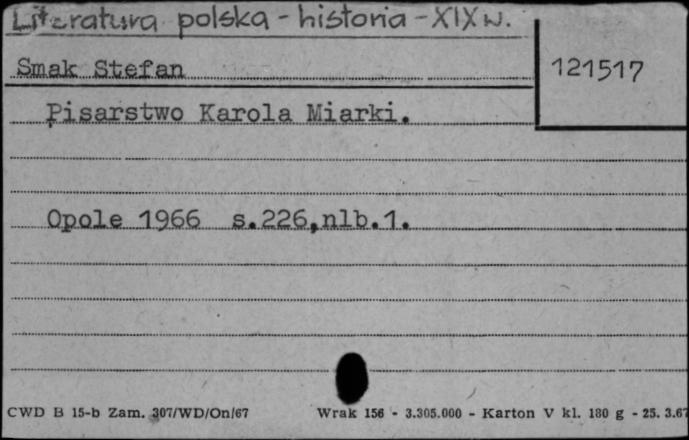 Literatura polska - historia - XIX w.
Smak Stefan
121517
Pisarstwo Karola Miarki.
Opole 1966 s.226,nlb.1.
CWD B 15-b Zam. 307/WD/On/67 Wrak 156 - 3.305.000 - Karton V kl. 180 g - 25. 3.67